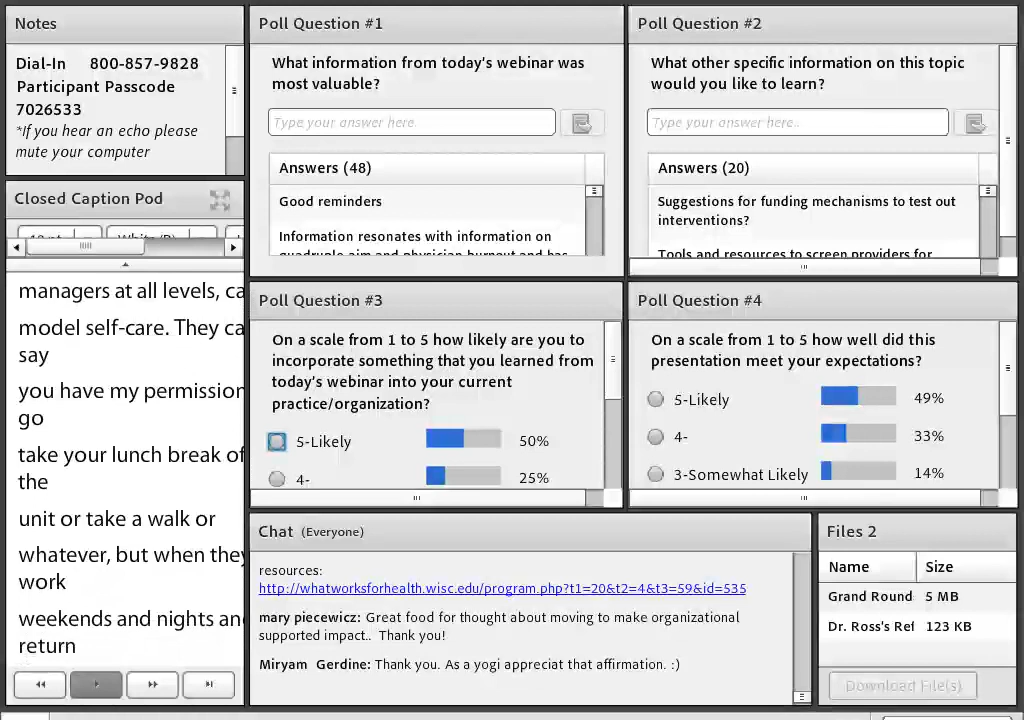 Notes
Dial-In 800-857-9828
Participant Passcode
7026533
*If you hear an echo please
mute your computer
Closed Caption Pod
managers at all levels, ca
model self-care. They ca
say
you have my permission
go
take your lunch break of
the
unit or take a walk or
whatever, but when they
work
weekends and nights an
return
Poll Question #1
What information from today's webinar was
most valuable?
Type your answer here.
Answers (48)
Good reminders
Information resonates with information on
quadruple aim and physician burnout and has
Poll Question #2
What other specific information on this topic
would you like to learn?
Type your answer here..
Answers (20)
Suggestions for funding mechanisms to test out
interventions?
Tools and resources to screen providers for
Poll Question #3
On a scale from 1 to 5 how likely are you to
incorporate something that you learned from
today's webinar into your current
practice/organization?
5-Likely 50%
4- 25%
Poll Question #4
On a scale from 1 to 5 how well did this
presentation meet your expectations?
5-Likely 49%
4- 33%
3-Somewhat Likely 14%
Chat (Everyone)
resources:
http://whatworksforhealth.wisc.edu/program.php?t1=20&t2=4&t3=59&id=535
mary piecewicz: Great food for thought about moving to make organizational
supported impact.. Thank you!
Miryam Gerdine: Thank you. As a yogi appreciat that affirmation. :)
Files 2
Name Size
Grand Round 5 MB
Dr. Ross's Ref 123 KB
Download File(s)